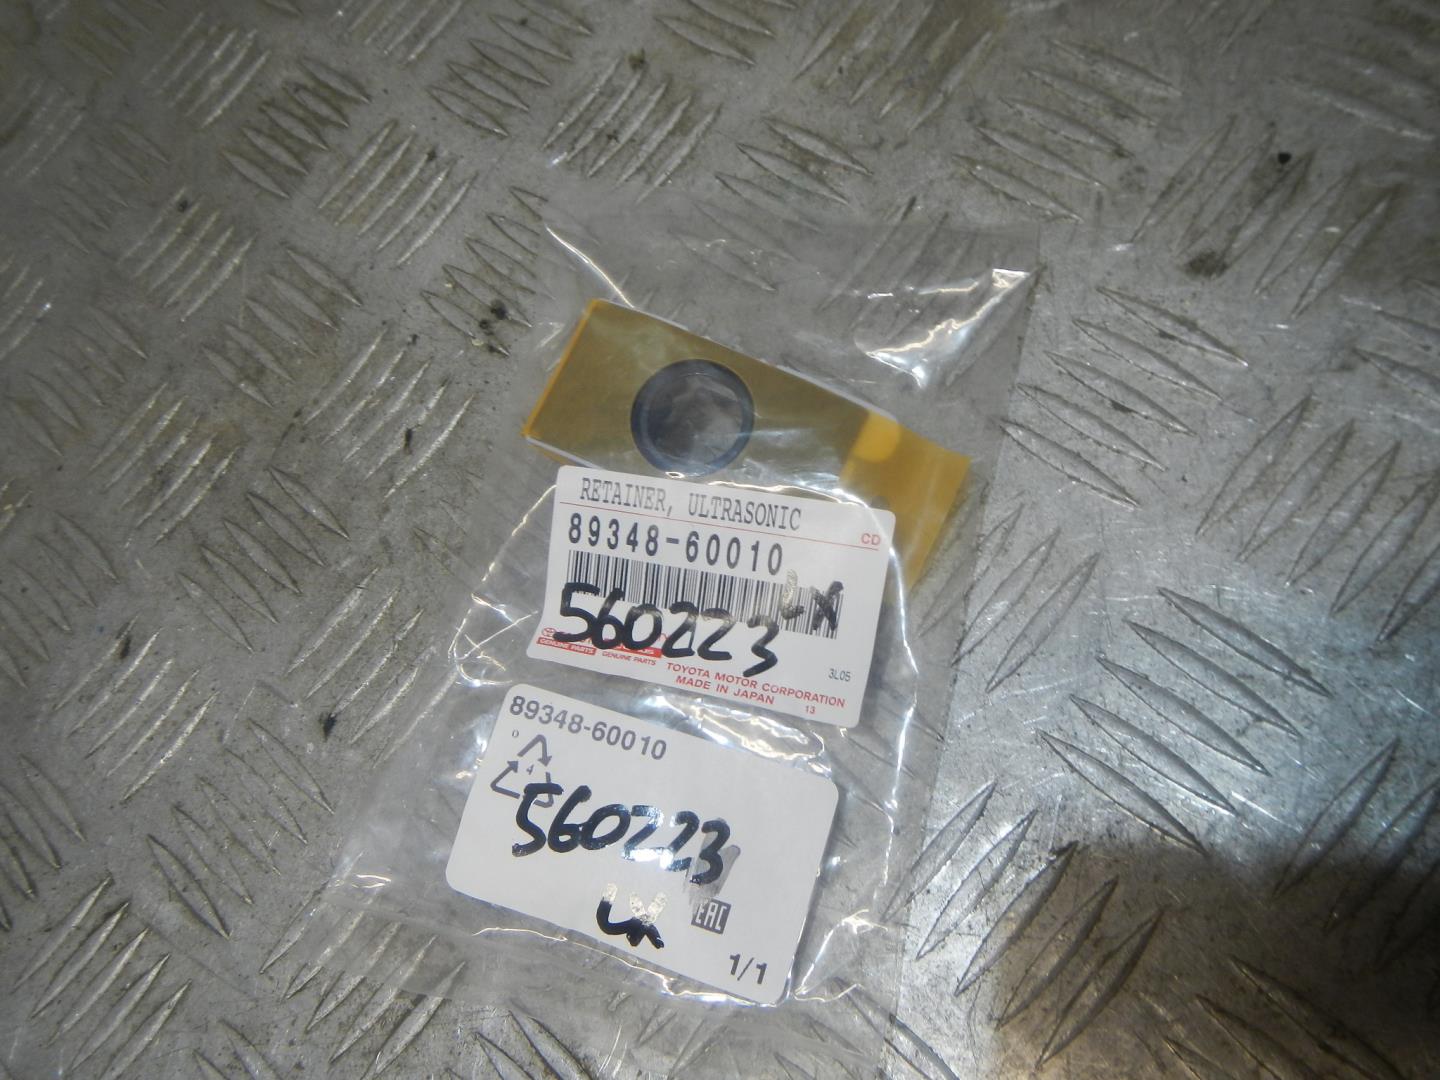 RETAINER, ULTRASONIC
CD
89348-60010
LX
560223
GENUINE PARTS
GENUINE PARTS
3L05
TOYOTA MOTOR CORPORATION
MADE IN JAPAN 13
89348-60010
4
560223
LX
EAC
1/1